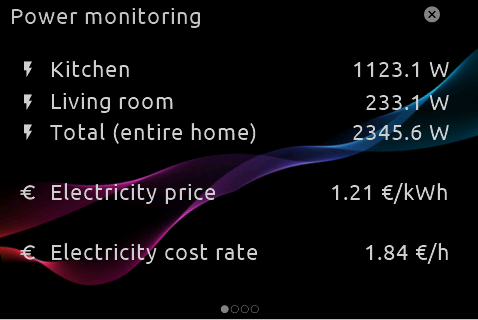 Power monitoring
Kitchen 1123.1 W
Living room 233.1 W
Total (entire home) 2345.6 W
€ Electricity price 1.21 €/kWh
€ Electricity cost rate 1.84 €/h